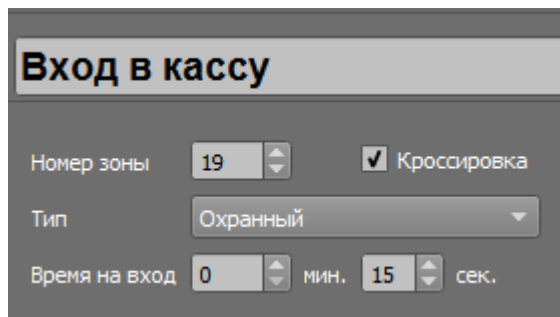 Вход в кассу
Номер зоны 19 Кроссировка
Тип Охранный
Время на вход 0 мин. 15 сек.